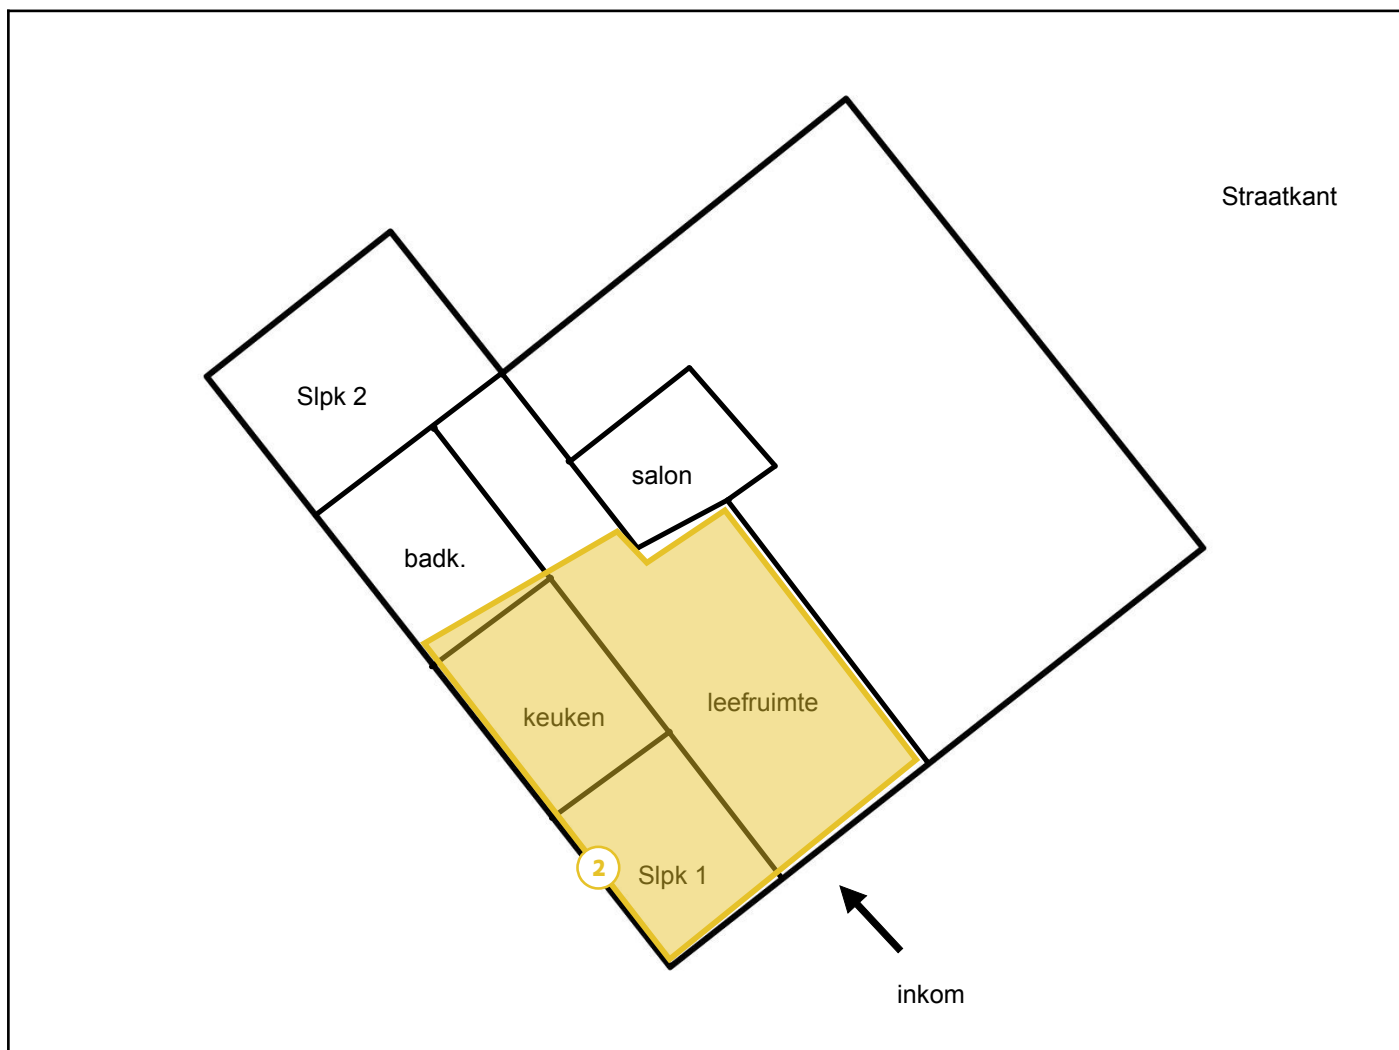 Straatkant
Slpk 2
salon
badk.
leefruimte
keuken
2
Slpk 1
inkom